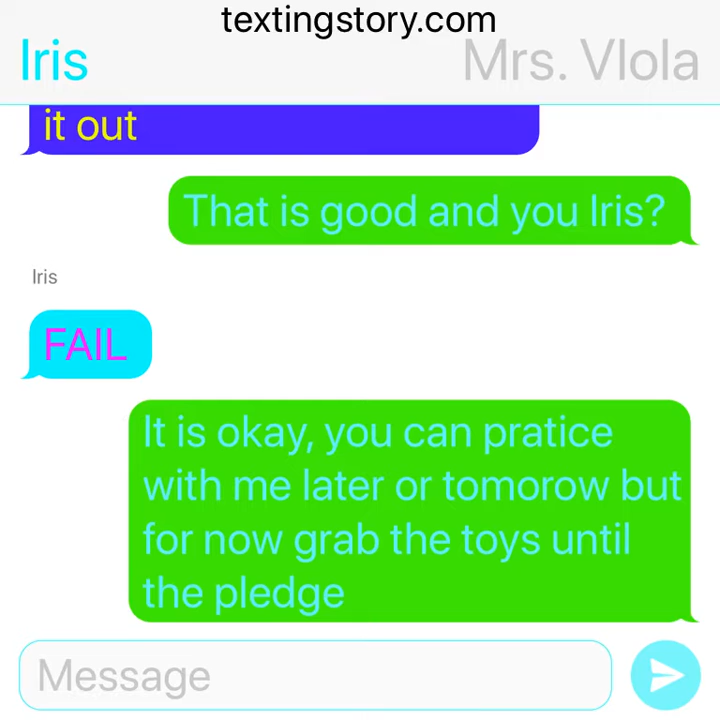 textingstory.com
Iris
Mrs. Vlola
it out
That is good and you Iris?
Iris
FAIL
It is okay, you can pratice
with me later or tomorow but
for now grab the toys until
the pledge
Message